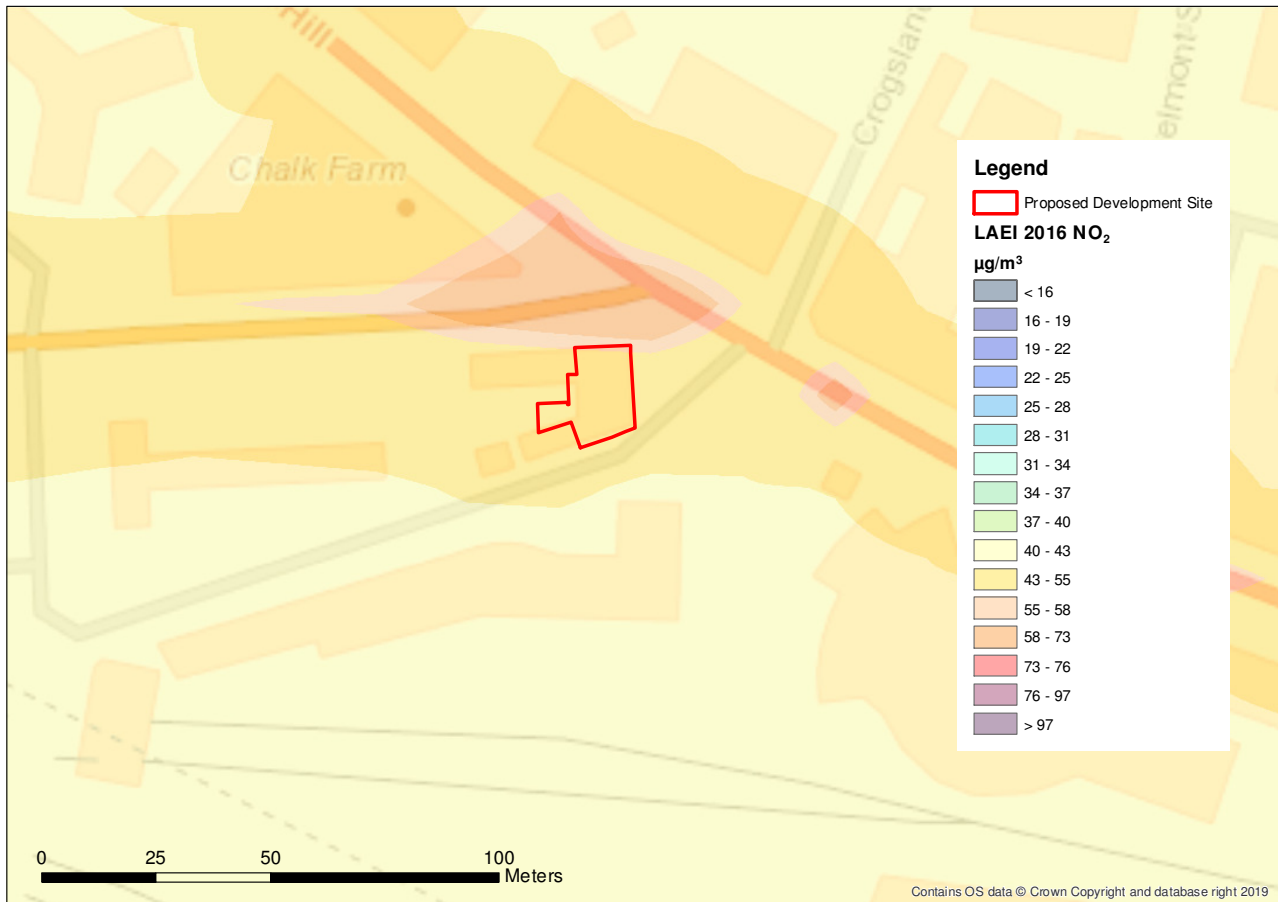 Hill
Crogsland
elmont S
Chalk Farm
Legend
Proposed Development Site
LAEI 2016 NO₂
µg/m³
< 16
16 - 19
19 - 22
22 - 25
25 - 28
28 - 31
31 - 34
34 - 37
37 - 40
40 - 43
43 - 55
55 - 58
58 - 73
73 - 76
76 - 97
> 97
0 25 50 100
Meters
Contains OS data © Crown Copyright and database right 2019